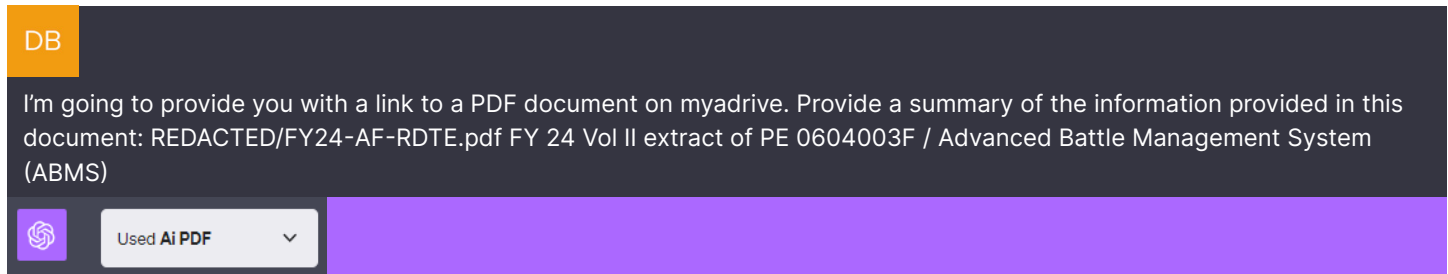 DB
I’m going to provide you with a link to a PDF document on myadrive. Provide a summary of the information provided in this
document: REDACTED/FY24-AF-RDTE.pdf FY 24 Vol II extract of PE 0604003F / Advanced Battle Management System
(ABMS)
Used Ai PDF